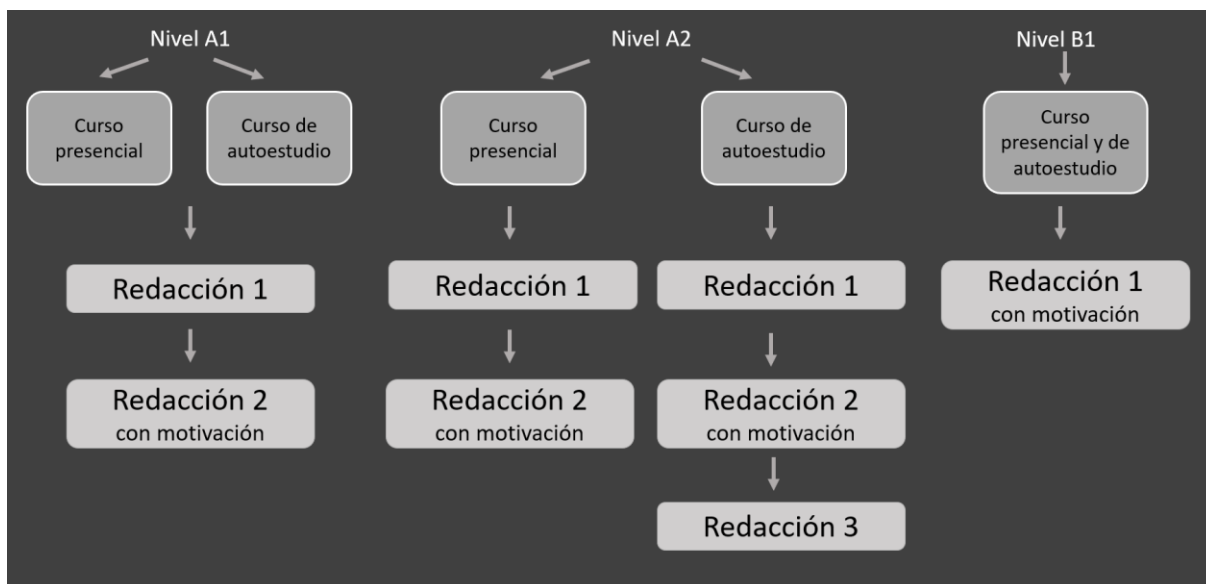 Nivel A1
Nivel A2
Nivel B1
Curso
presencial
Curso de
autoestudio
Curso
presencial
Curso de
autoestudio
Curso
presencial y de
autoestudio
Redacción 1
Redacción 1
Redacción 1
Redacción 1
con motivación
Redacción 2
con motivación
Redacción 2
con motivación
Redacción 2
con motivación
Redacción 3